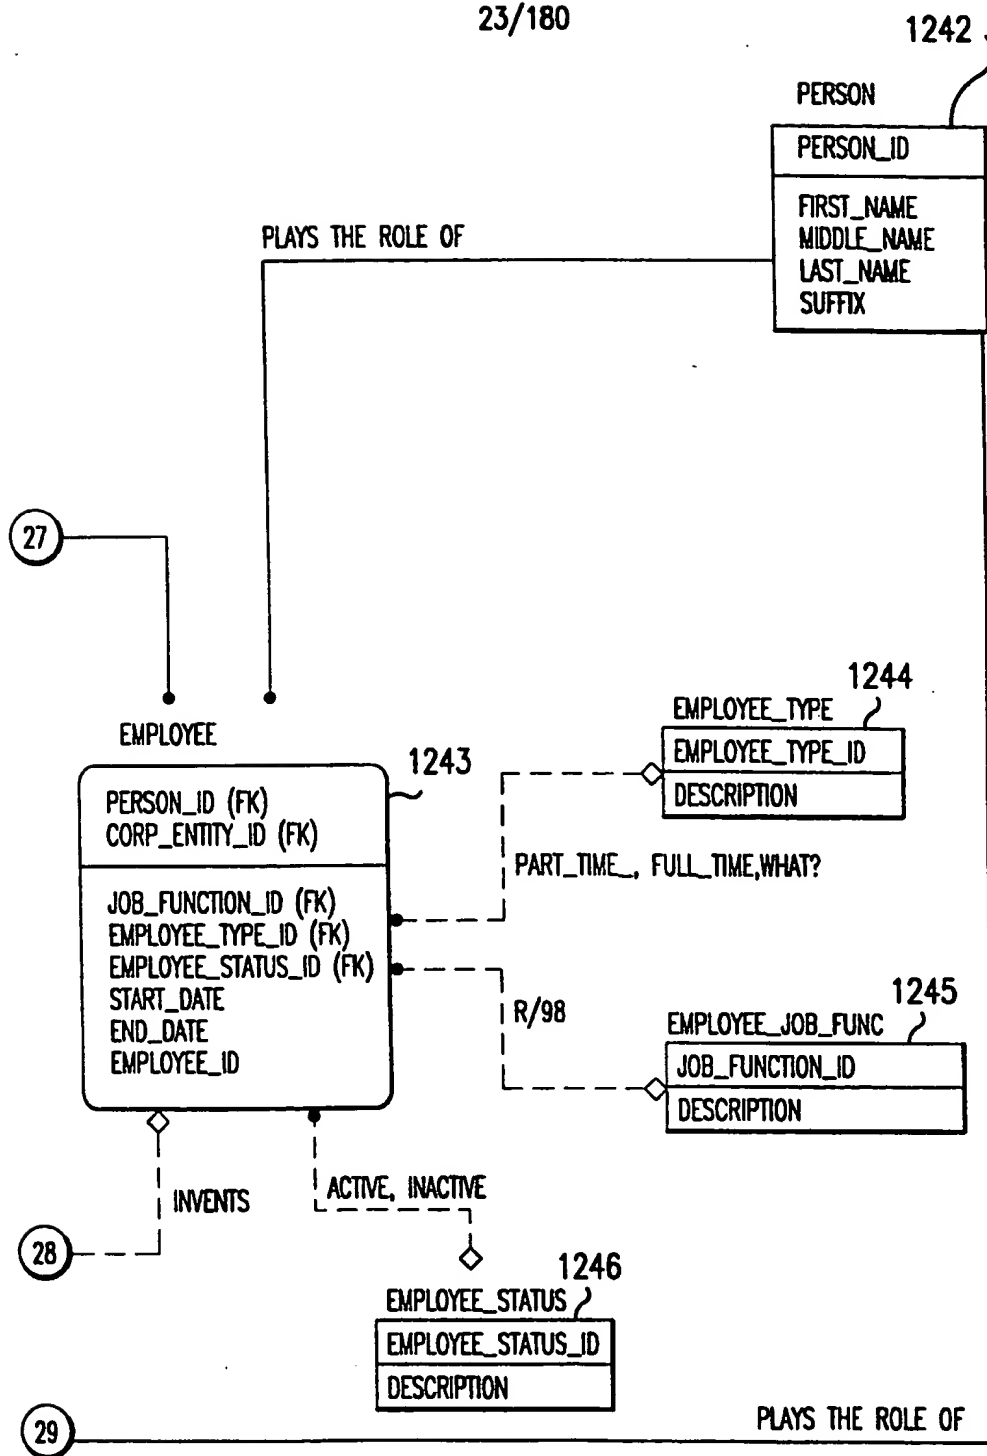 23/180
1242
PERSON
PERSON_ID
FIRST_NAME
MIDDLE_NAME
LAST_NAME
SUFFIX
PLAYS THE ROLE OF
27
EMPLOYEE
1243
PERSON_ID (FK)
CORP_ENTITY_ID (FK)
JOB_FUNCTION_ID (FK)
EMPLOYEE_TYPE_ID (FK)
EMPLOYEE_STATUS_ID (FK)
START_DATE
END_DATE
EMPLOYEE_ID
1244
EMPLOYEE_TYPE
EMPLOYEE_TYPE_ID
DESCRIPTION
PART_TIME_, FULL_TIME,WHAT?
R/98
1245
EMPLOYEE_JOB_FUNC
JOB_FUNCTION_ID
DESCRIPTION
INVENTS
ACTIVE, INACTIVE
28
1246
EMPLOYEE_STATUS
EMPLOYEE_STATUS_ID
DESCRIPTION
29
PLAYS THE ROLE OF